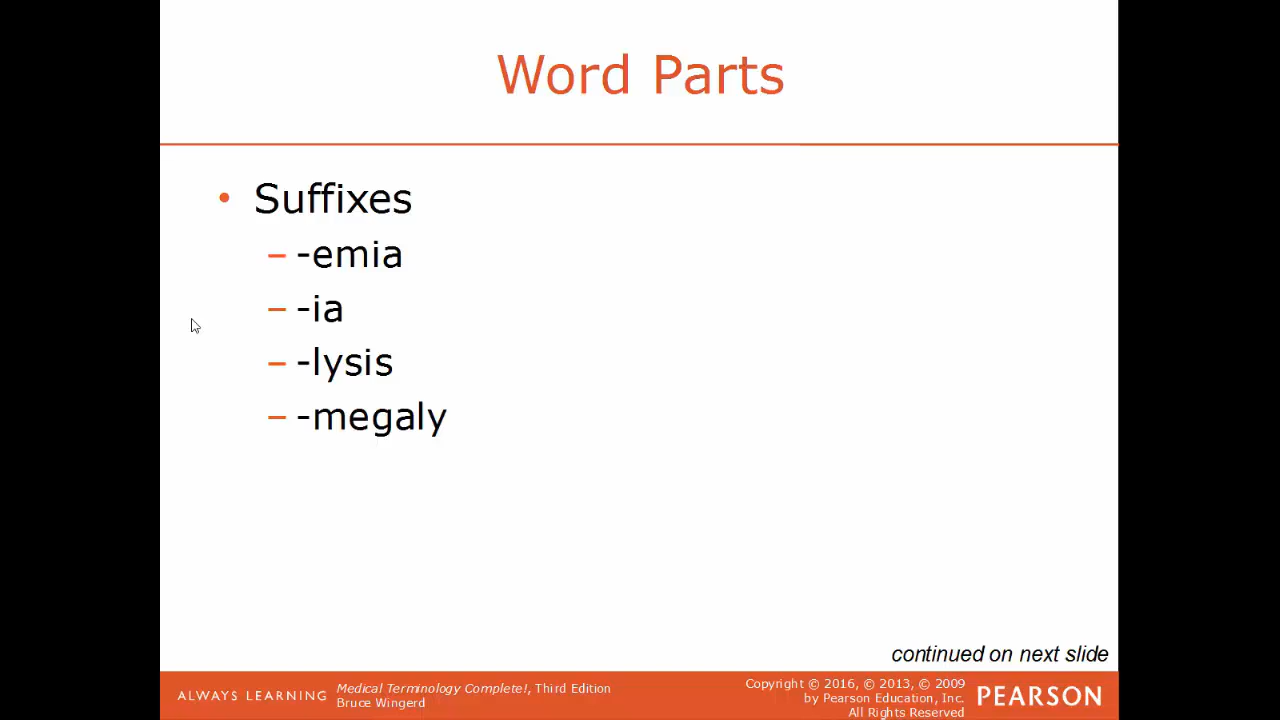 Word Parts
• Suffixes
– -emia
– -ia
– -lysis
– -megaly
continued on next slide
ALWAYS LEARNING
Medical Terminology Complete!, Third Edition
Bruce Wingerd
Copyright © 2016, © 2013, © 2009
by Pearson Education, Inc.
All Rights Reserved
PEARSON